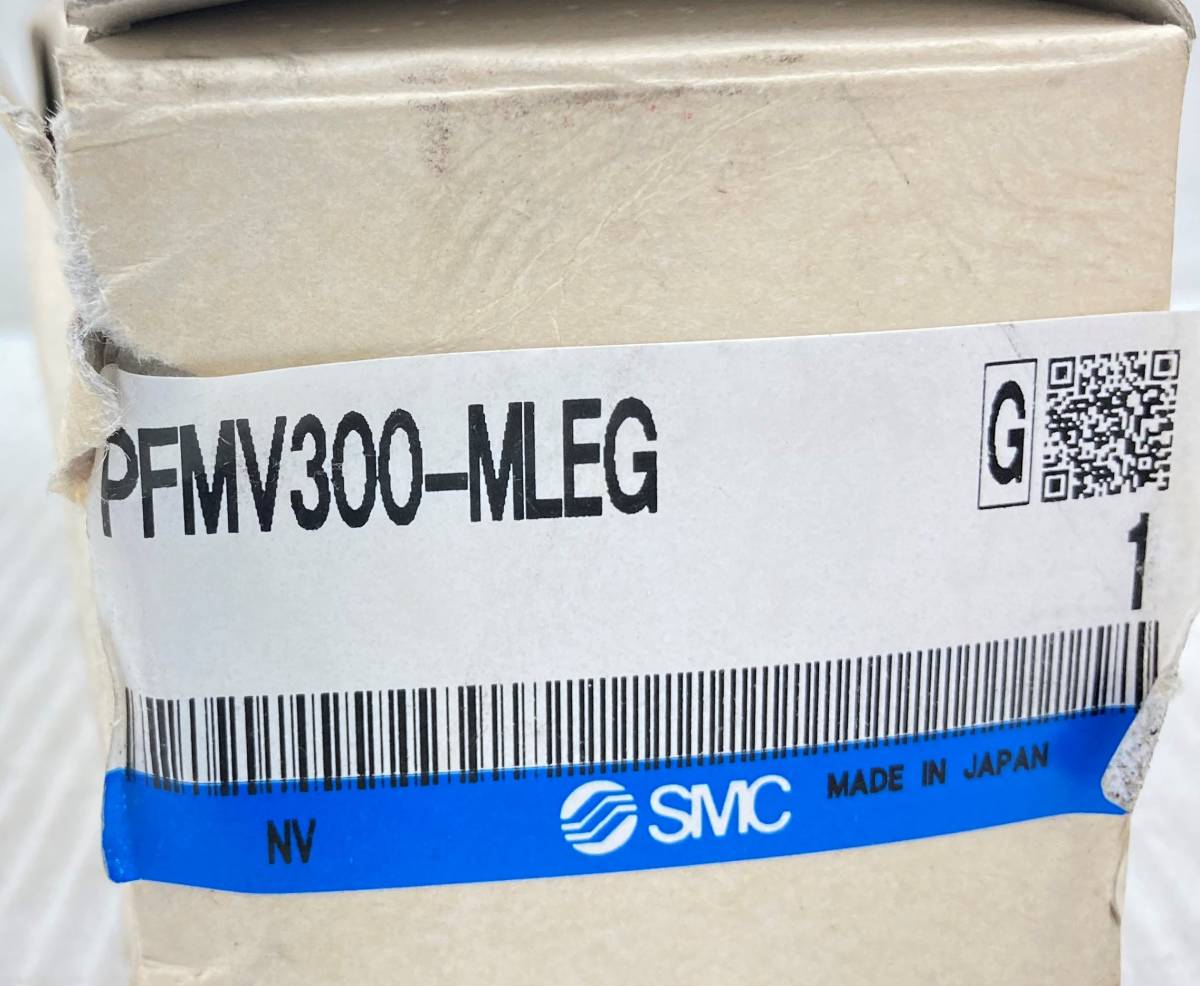 PFMV300-MLEG
G
1
NV
SMC
MADE IN JAPAN